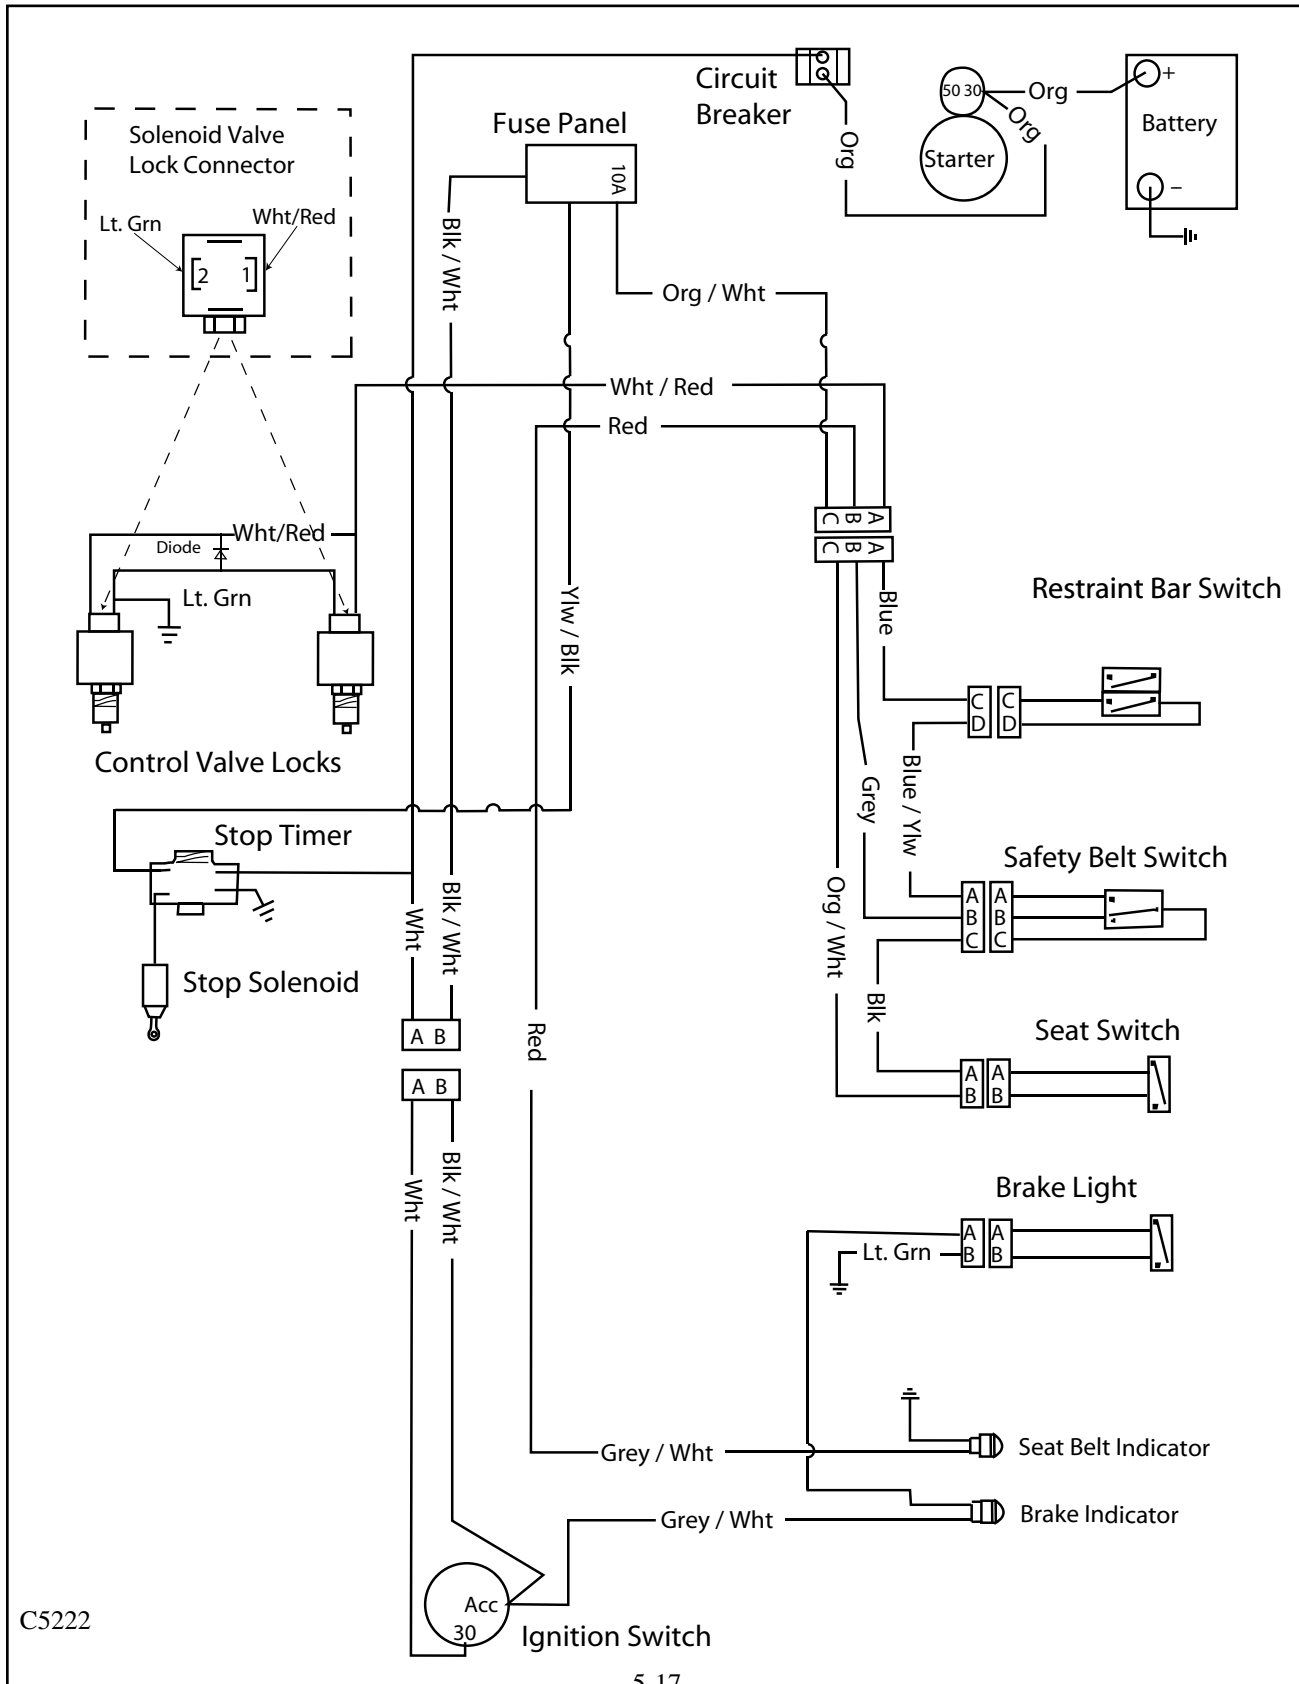 Circuit
Breaker
50 30
Org
Org
Org
+
Battery
−
Starter
Fuse Panel
10A
Solenoid Valve
Lock Connector
Lt. Grn
Wht/Red
2
1
Blk / Wht
Org / Wht
Wht / Red
Red
C B A
C B A
Wht/Red
Diode
Lt. Grn
Ylw / Blk
Blue
Restraint Bar Switch
C
D
C
D
Control Valve Locks
Blue / Ylw
Grey
Stop Timer
Safety Belt Switch
Org / Wht
A
B
C
A
B
C
Wht
Blk / Wht
Stop Solenoid
Blk
Red
Seat Switch
A B
A B
A
B
A
B
Wht
Blk / Wht
Brake Light
A
B
A
B
Lt. Grn
Grey / Wht
Seat Belt Indicator
Grey / Wht
Brake Indicator
Acc
30
Ignition Switch
C5222
5-17